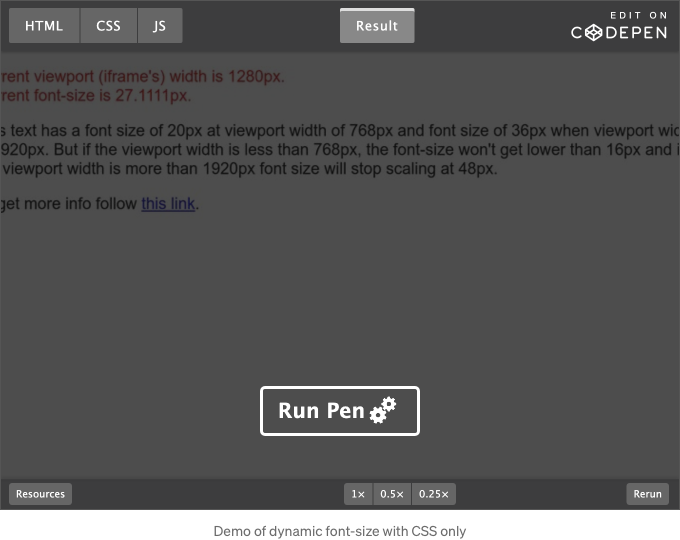 HTML CSS JS Result EDIT ON
CODEPEN
rrent viewport (iframe's) width is 1280px.
rrent font-size is 27.1111px.
s text has a font size of 20px at viewport width of 768px and font size of 36px when viewport wid
920px. But if the viewport width is less than 768px, the font-size won't get lower than 16px and i
viewport width is more than 1920px font size will stop scaling at 48px.
get more info follow this link.
Run Pen
Resources 1× 0.5× 0.25× Rerun
Demo of dynamic font-size with CSS only